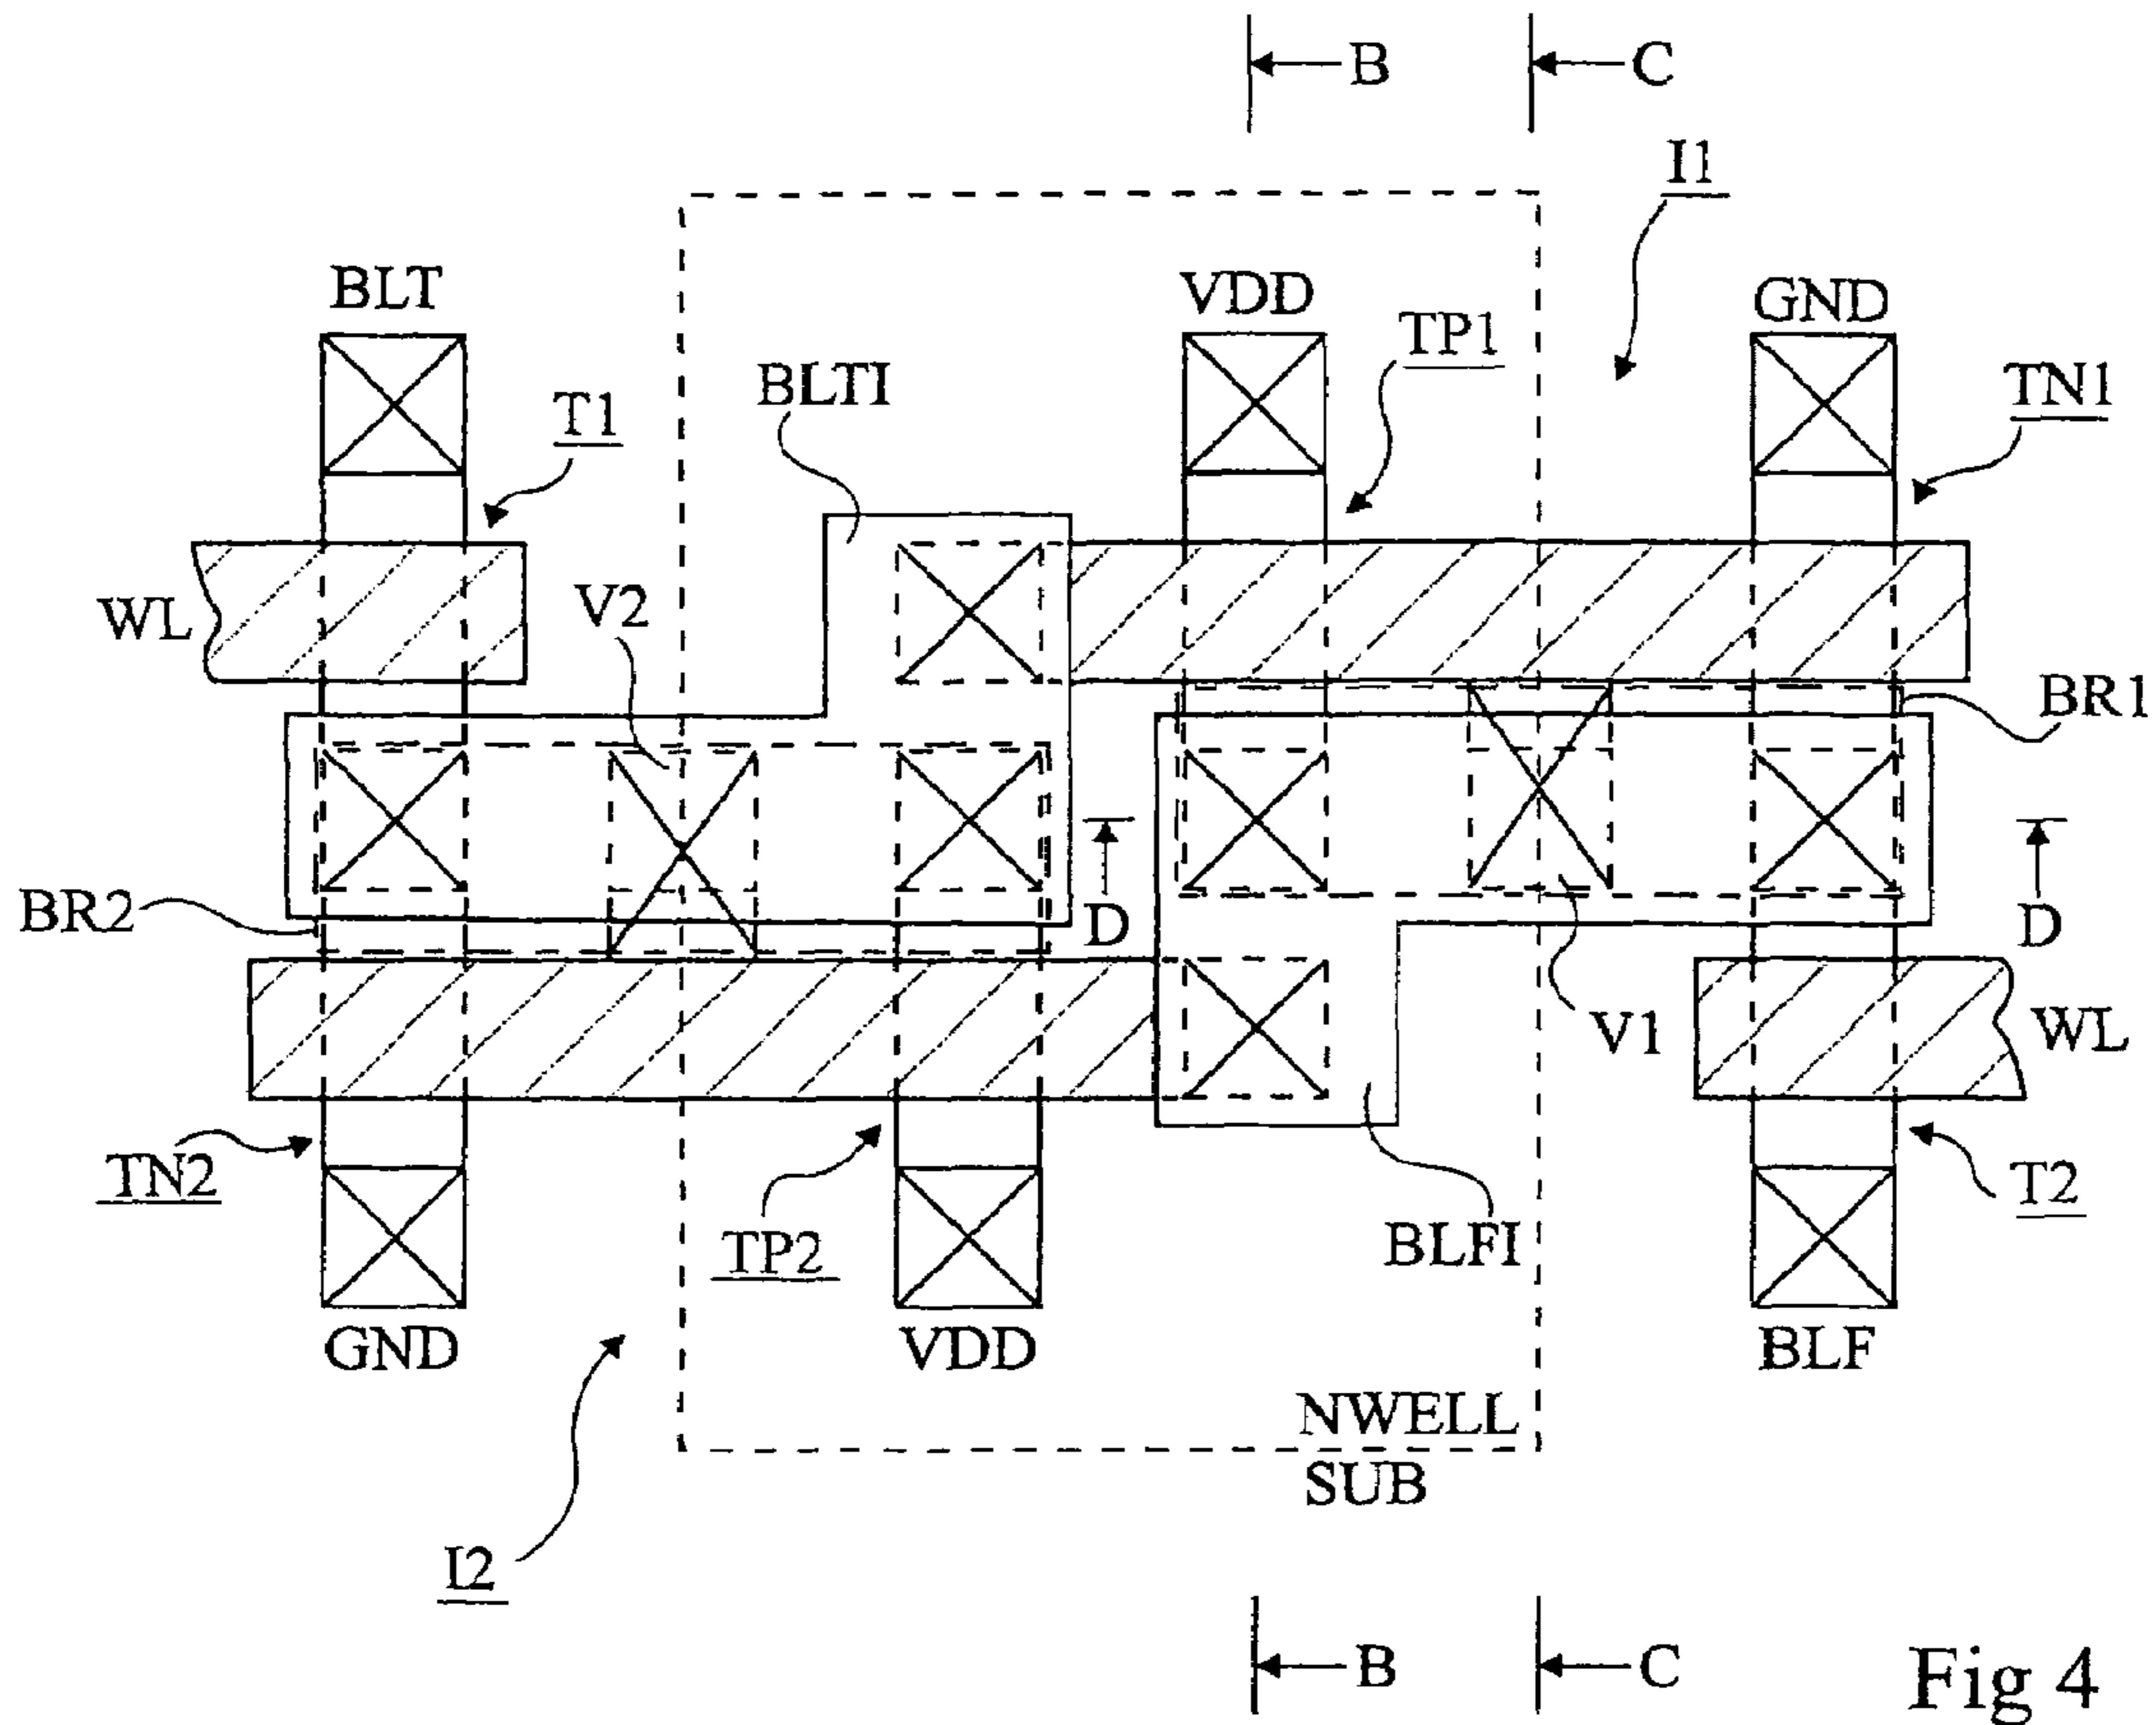 B
C
I1
BLT
VDD
GND
TP1
BLTI
TN1
T1
WL
V2
BR1
BR2
D
D
V1
WL
TN2
T2
TP2
BLFI
GND
VDD
BLF
NWELL
SUB
I2
B
C
Fig 4